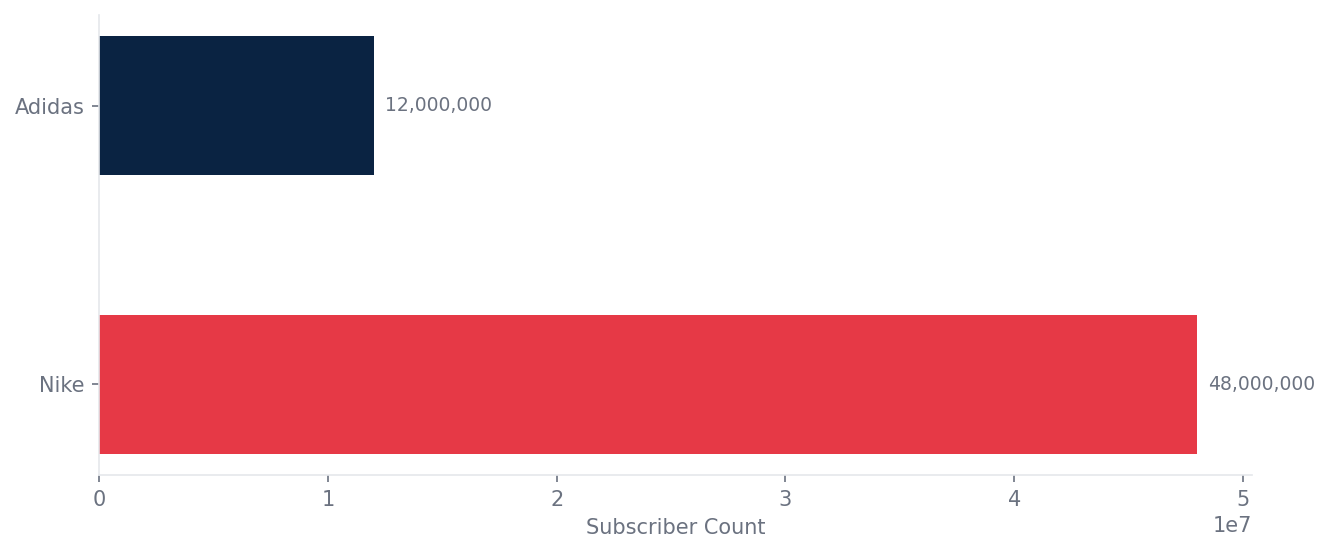 Adidas
12,000,000
Nike
48,000,000
0 1 2 3 4 5
1e7
Subscriber Count